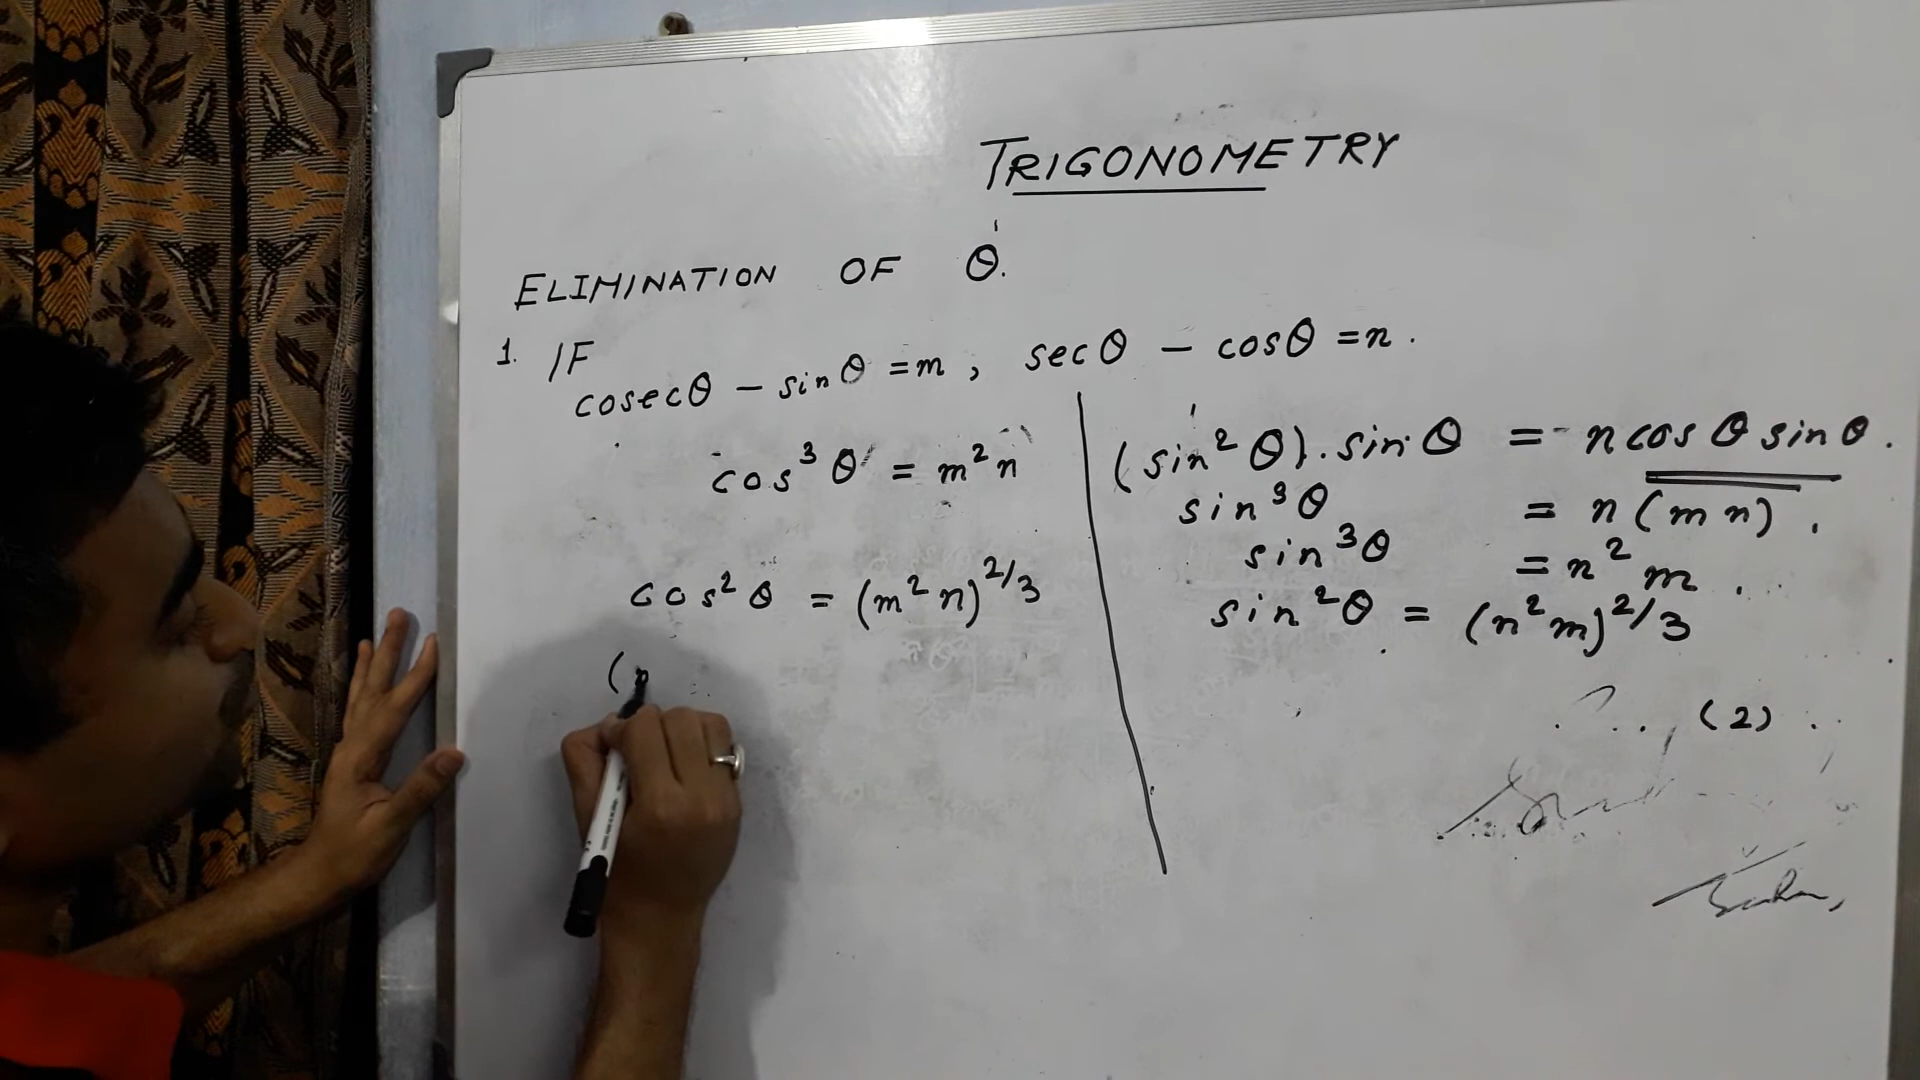 TRIGONOMETRY
ELIMINATION OF θ.
1. IF
cosecθ - sinθ = m, secθ - cosθ = n.
cos³θ = m²n
cos²θ = (m²n)^2/3
(
(sin²θ).sinθ = n cosθ sinθ.
sin³θ = n(mn).
sin³θ = n²m.
sin²θ = (n²m)^2/3
... (2).